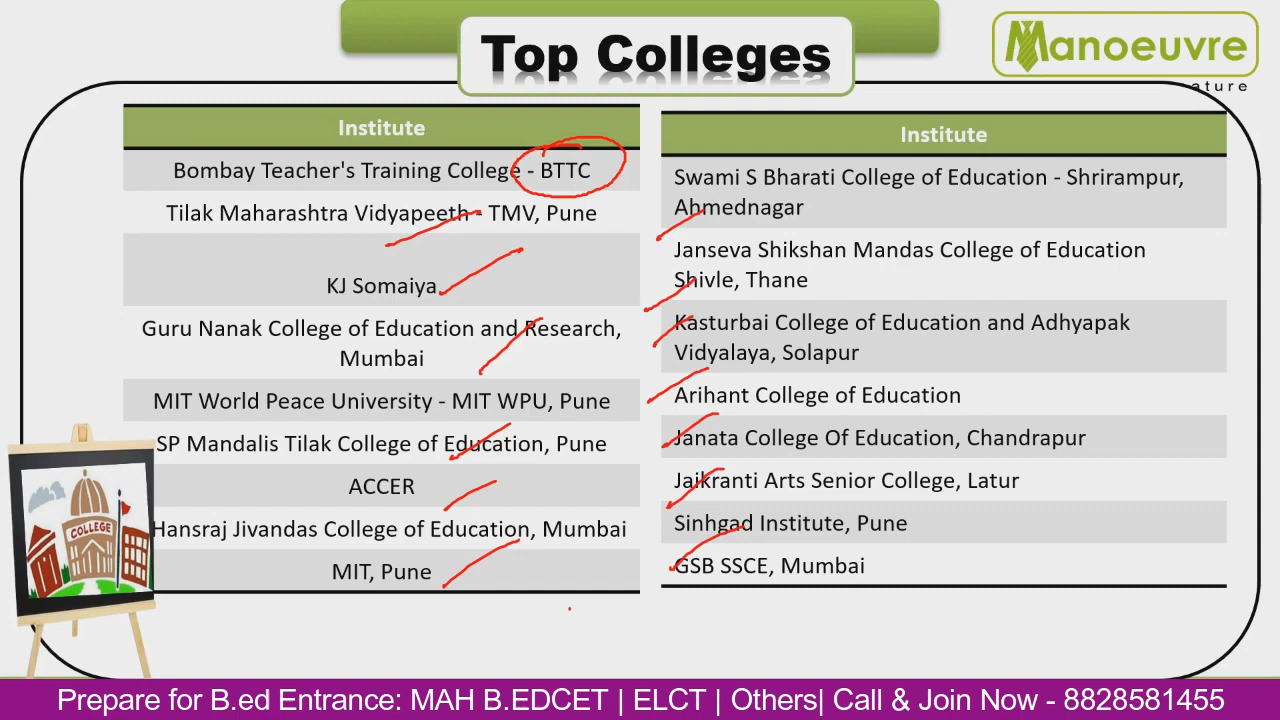 Top Colleges
Manoeuvre
ature
Institute
Bombay Teacher's Training College - BTTC
Tilak Maharashtra Vidyapeeth - TMV, Pune
KJ Somaiya
Guru Nanak College of Education and Research,
Mumbai
MIT World Peace University - MIT WPU, Pune
SP Mandalis Tilak College of Education, Pune
ACCER
Hansraj Jivandas College of Education, Mumbai
MIT, Pune
Institute
Swami S Bharati College of Education - Shrirampur,
Ahmednagar
Janseva Shikshan Mandas College of Education
Shivle, Thane
Kasturbai College of Education and Adhyapak
Vidyalaya, Solapur
Arihant College of Education
Janata College Of Education, Chandrapur
Jaikranti Arts Senior College, Latur
Sinhgad Institute, Pune
GSB SSCE, Mumbai
COLLEGE
Prepare for B.ed Entrance: MAH B.EDCET | ELCT | Others| Call & Join Now - 8828581455